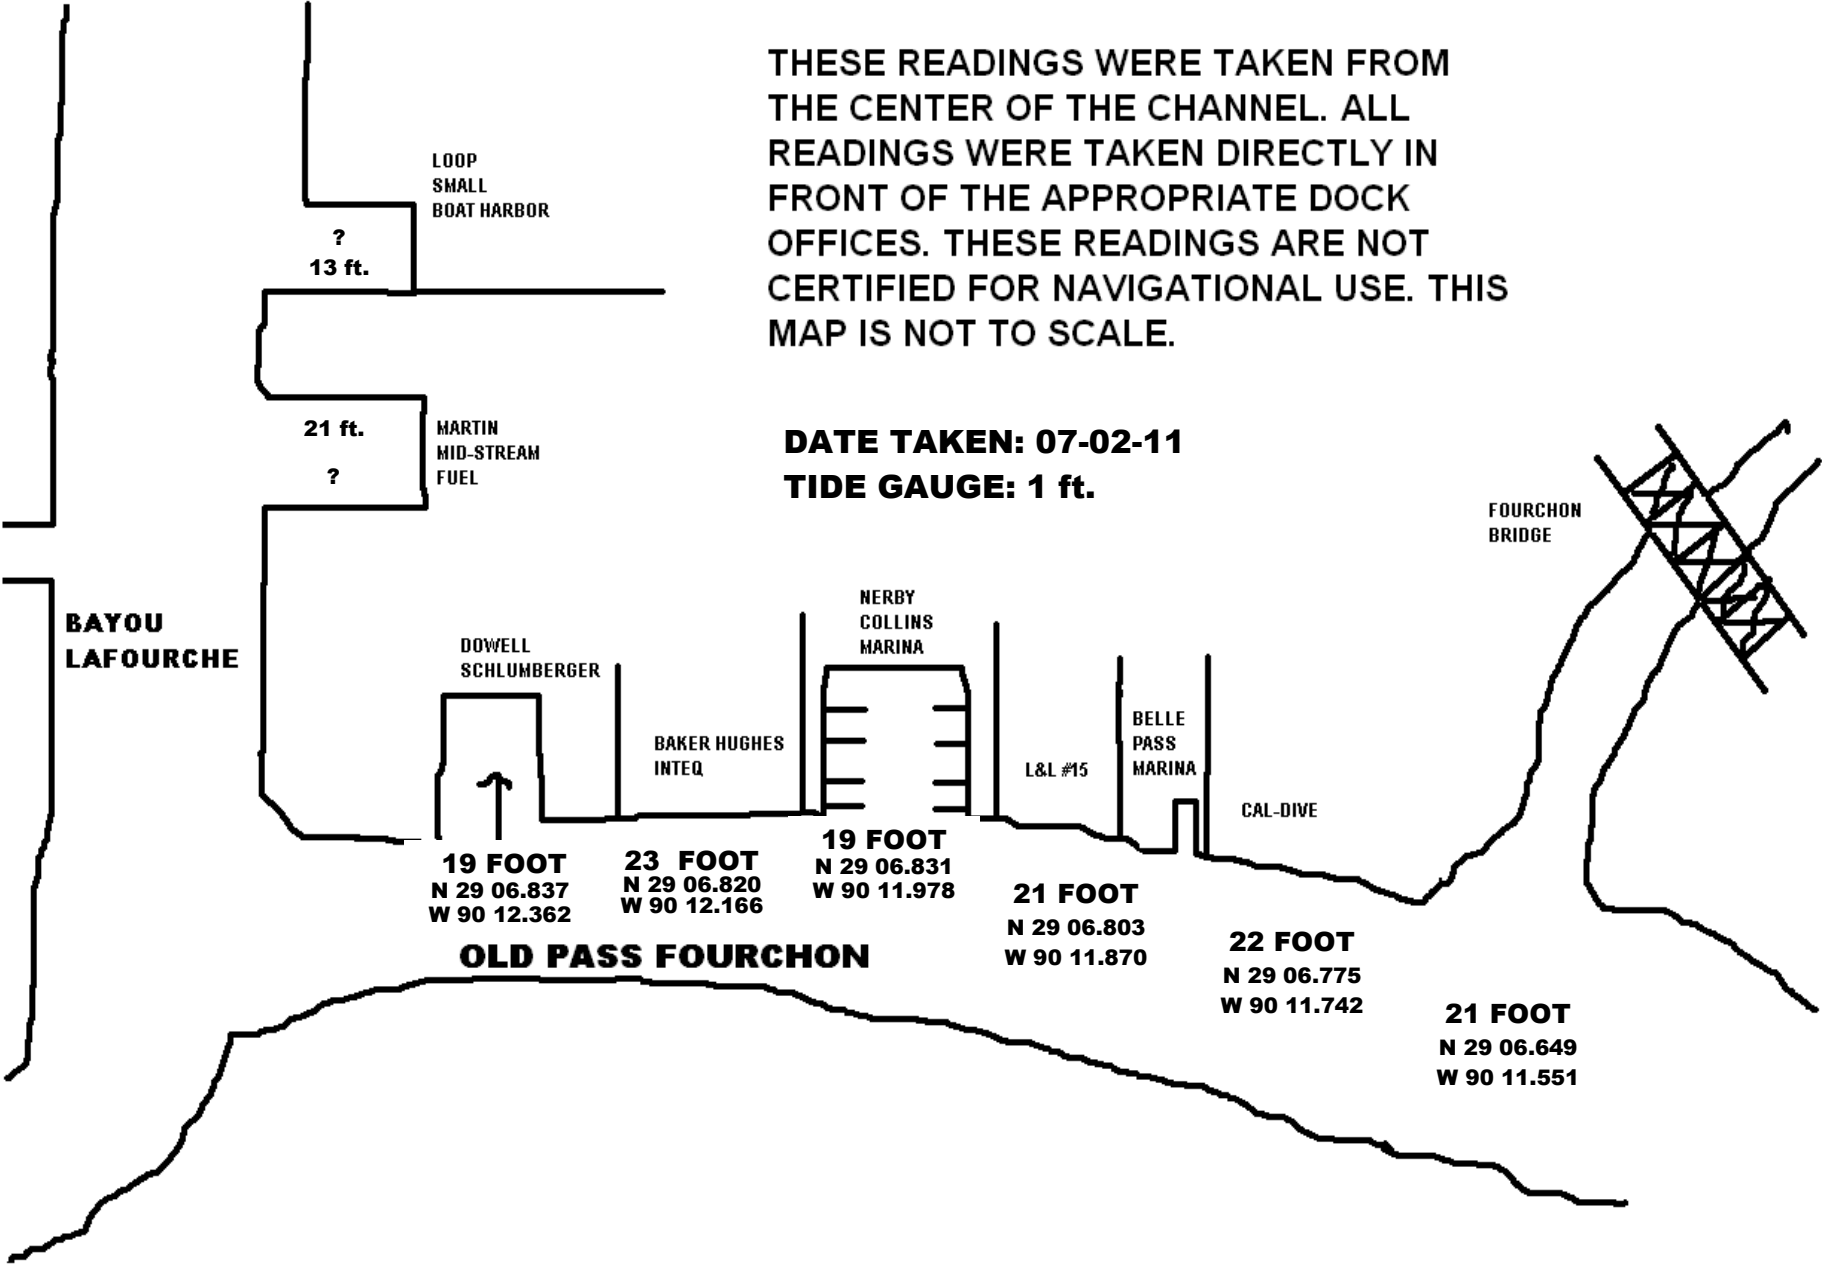 THESE READINGS WERE TAKEN FROM
THE CENTER OF THE CHANNEL. ALL
READINGS WERE TAKEN DIRECTLY IN
FRONT OF THE APPROPRIATE DOCK
OFFICES. THESE READINGS ARE NOT
CERTIFIED FOR NAVIGATIONAL USE. THIS
MAP IS NOT TO SCALE.
LOOP
SMALL
BOAT HARBOR
?
13 ft.
21 ft.
?
MARTIN
MID-STREAM
FUEL
DATE TAKEN: 07-02-11
TIDE GAUGE: 1 ft.
FOURCHON
BRIDGE
BAYOU
LAFOURCHE
DOWELL
SCHLUMBERGER
BAKER HUGHES
INTEQ
NERBY
COLLINS
MARINA
L&L #15
BELLE
PASS
MARINA
CAL-DIVE
19 FOOT
N 29 06.837
W 90 12.362
23 FOOT
N 29 06.820
W 90 12.166
19 FOOT
N 29 06.831
W 90 11.978
21 FOOT
N 29 06.803
W 90 11.870
22 FOOT
N 29 06.775
W 90 11.742
21 FOOT
N 29 06.649
W 90 11.551
OLD PASS FOURCHON